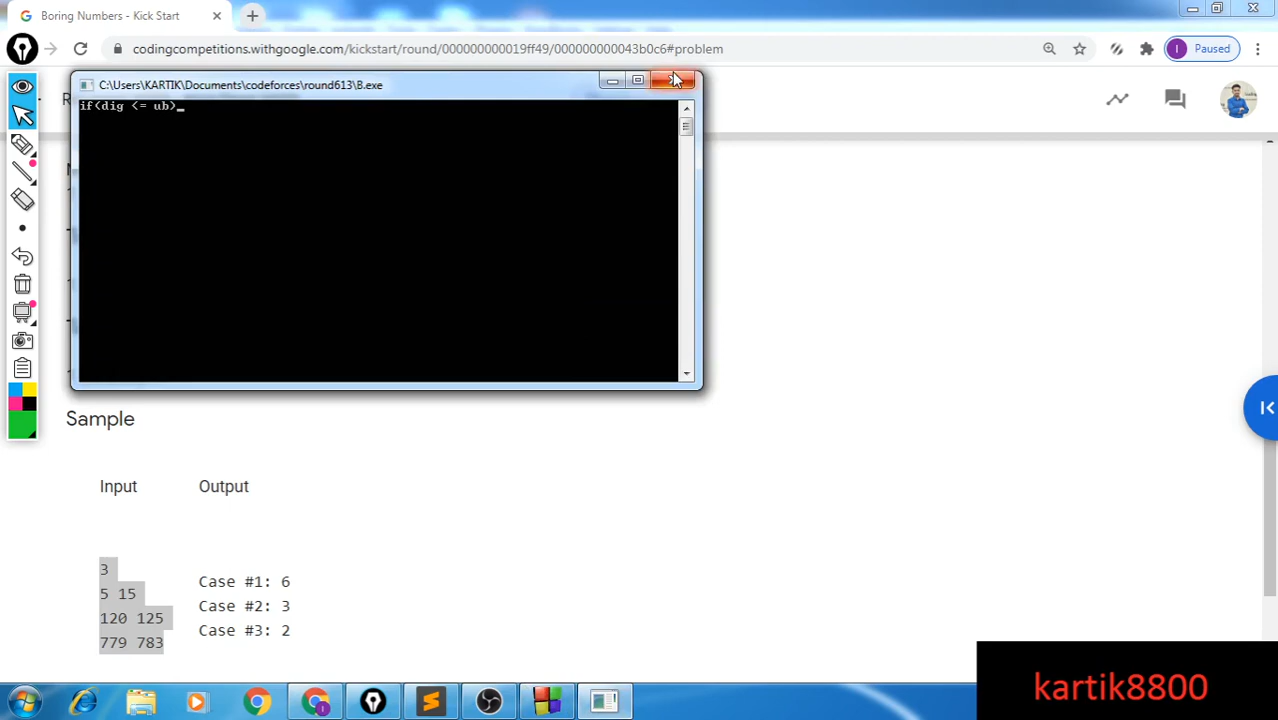 Boring Numbers - Kick Start
codingcompetitions.withgoogle.com/kickstart/round/000000000019ff49/000000000043b0c6#problem
Paused
C:\Users\KARTIK\Documents\codeforces\round613\B.exe
if(dig <= ub)_
Sample
Input Output
3
5 15 Case #1: 6
120 125 Case #2: 3
779 783 Case #3: 2
kartik8800